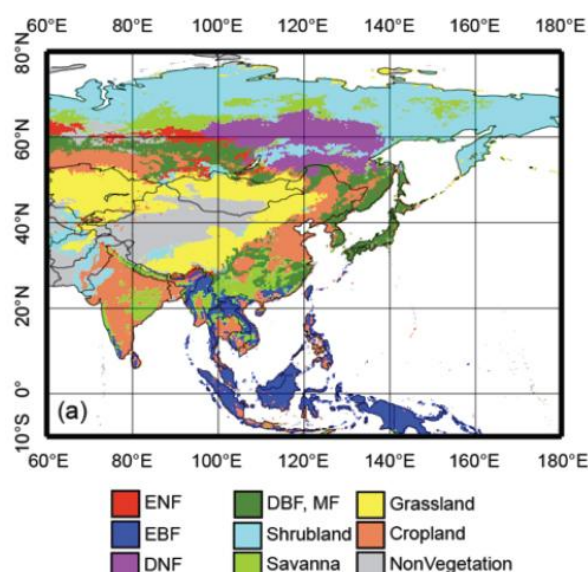 60°E 80°E 100°E 120°E 140°E 160°E 180°E
80°N
60°N
40°N
20°N
0°
10°S
(a)
60°E 80°E 100°E 120°E 140°E 160°E 180°E
ENF DBF, MF Grassland
EBF Shrubland Cropland
DNF Savanna NonVegetation